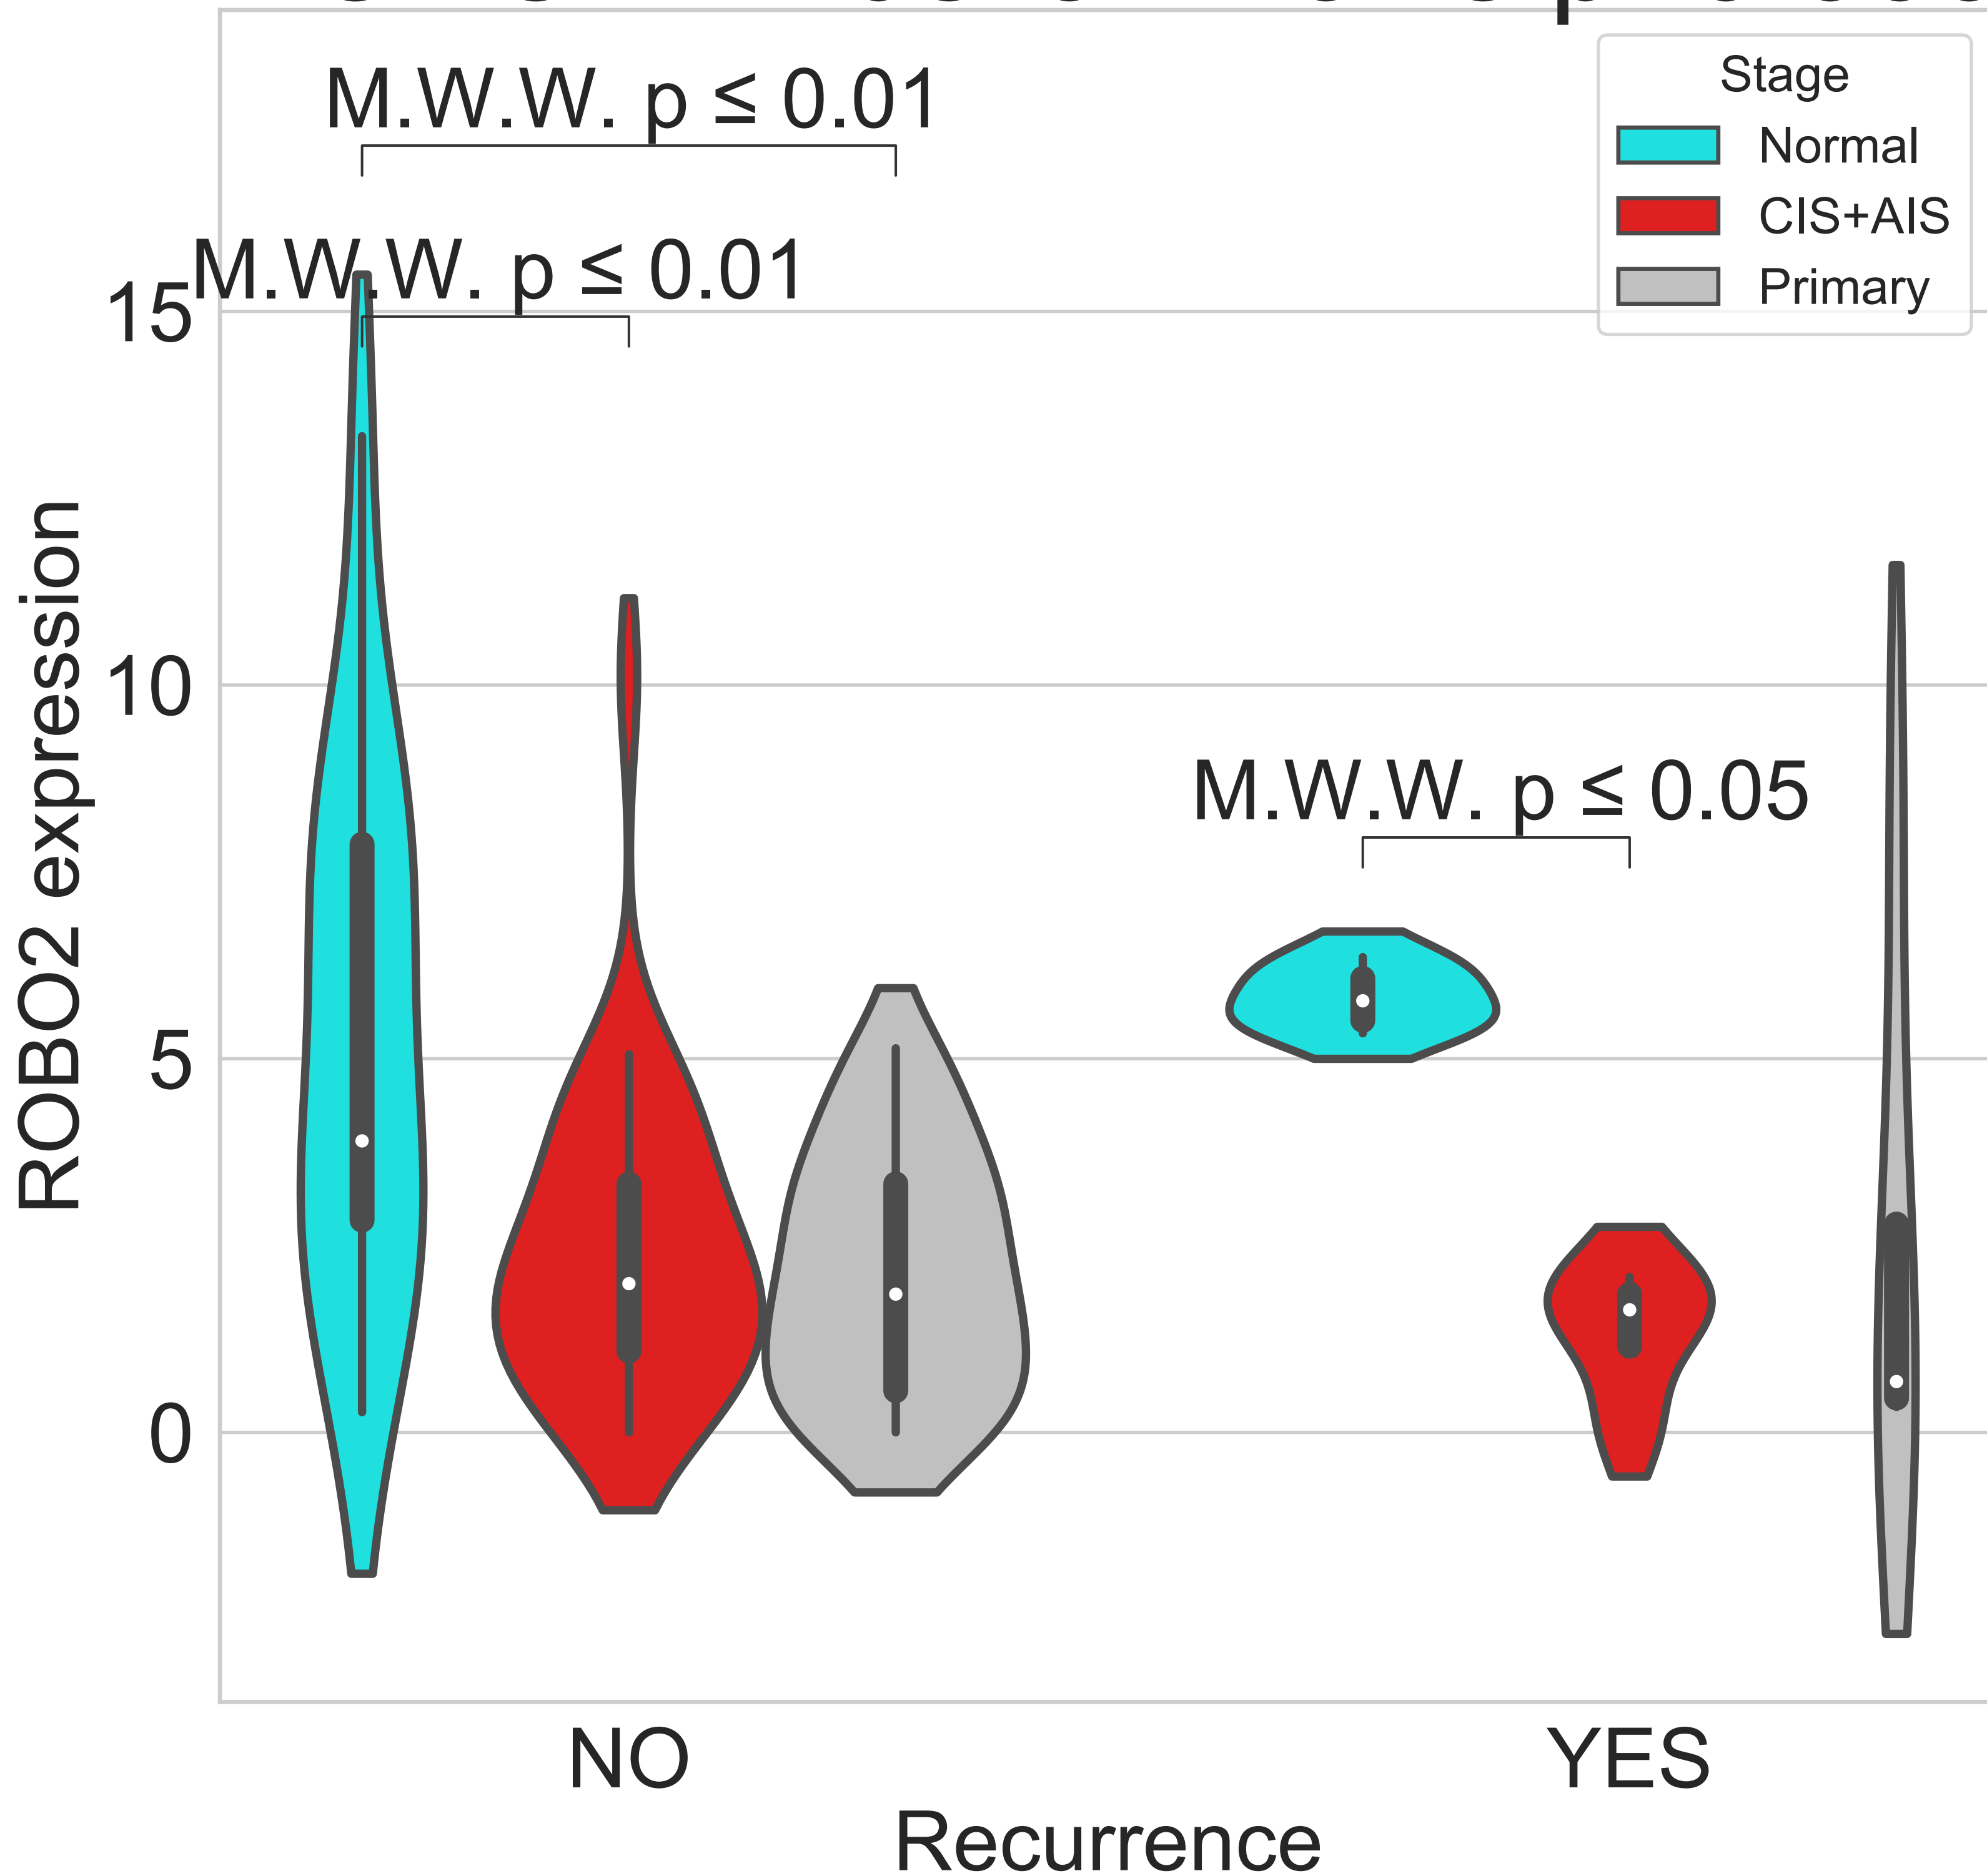 M.W.W. p ≤ 0.01
Stage
Normal
CIS+AIS
Primary
M.W.W. p ≤ 0.01
15
10
5
0
ROBO2 expression
M.W.W. p ≤ 0.05
NO
YES
Recurrence